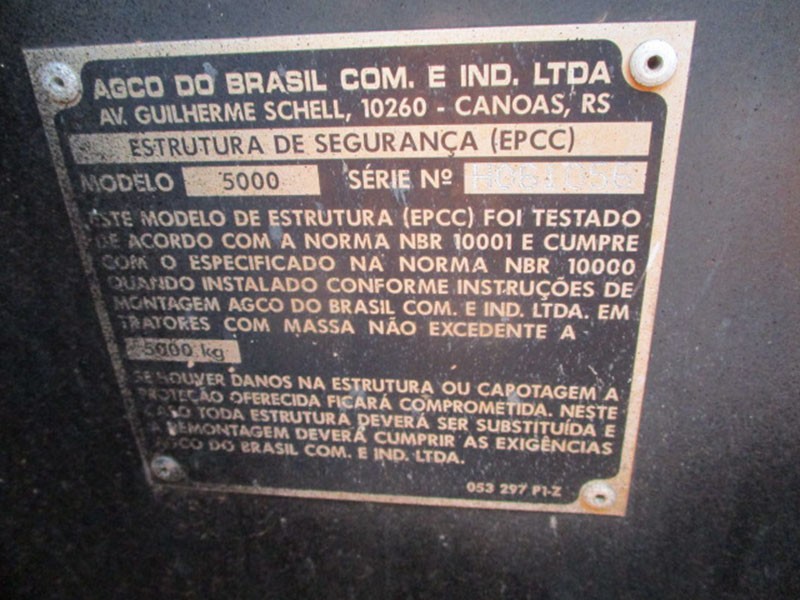 AGCO DO BRASIL COM. E IND. LTDA
AV. GUILHERME SCHELL, 10260 - CANOAS, RS
ESTRUTURA DE SEGURANÇA (EPCC)
MODELO 5000 SÉRIE Nº
ESTE MODELO DE ESTRUTURA (EPCC) FOI TESTADO
DE ACORDO COM A NORMA NBR 10001 E CUMPRE
COM O ESPECIFICADO NA NORMA NBR 10000
QUANDO INSTALADO CONFORME INSTRUÇÕES DE
MONTAGEM AGCO DO BRASIL COM. E IND. LTDA. EM
TRATORES COM MASSA NÃO EXCEDENTE A
5000 kg
SE HOUVER DANOS NA ESTRUTURA OU CAPOTAGEM A
PROTEÇÃO OFERECIDA FICARÁ COMPROMETIDA. NESTE
CASO TODA ESTRUTURA DEVERÁ SER SUBSTITUÍDA E
A REMONTAGEM DEVERÁ CUMPRIR AS EXIGÊNCIAS
AGCO DO BRASIL COM. E IND. LTDA.
053 297 P1-Z